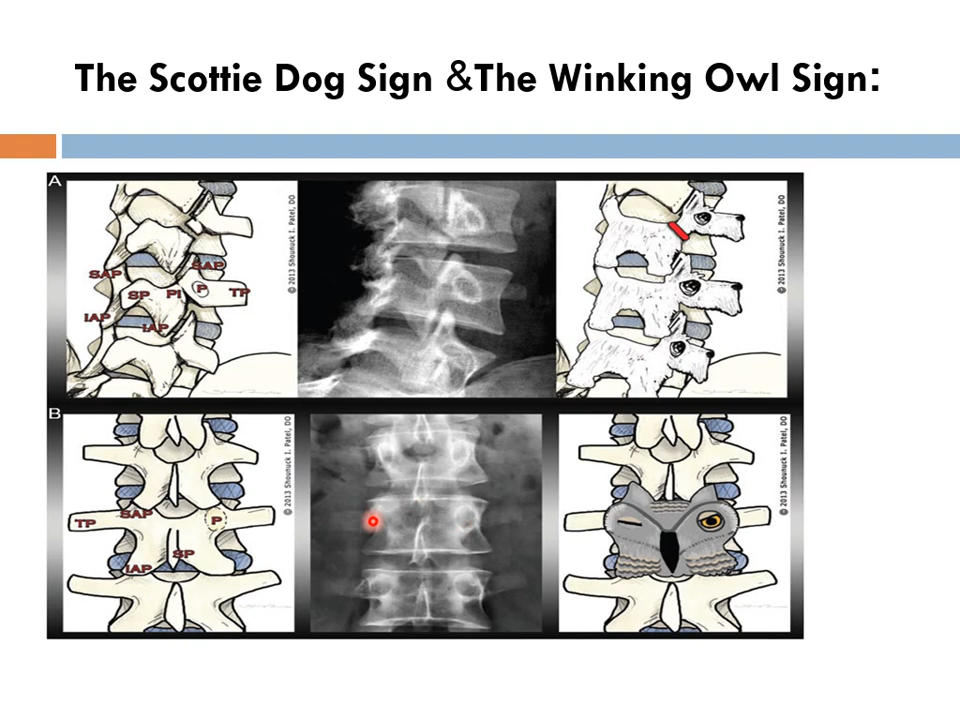 The Scottie Dog Sign &The Winking Owl Sign:
A
SAP
SAP
SP
PI
P
TP
IAP
IAP
© 2013 Shounuck I. Patel, DO
© 2013 Shounuck I. Patel, DO
B
TP
SAP
P
SP
IAP
© 2013 Shounuck I. Patel, DO
© 2013 Shounuck I. Patel, DO